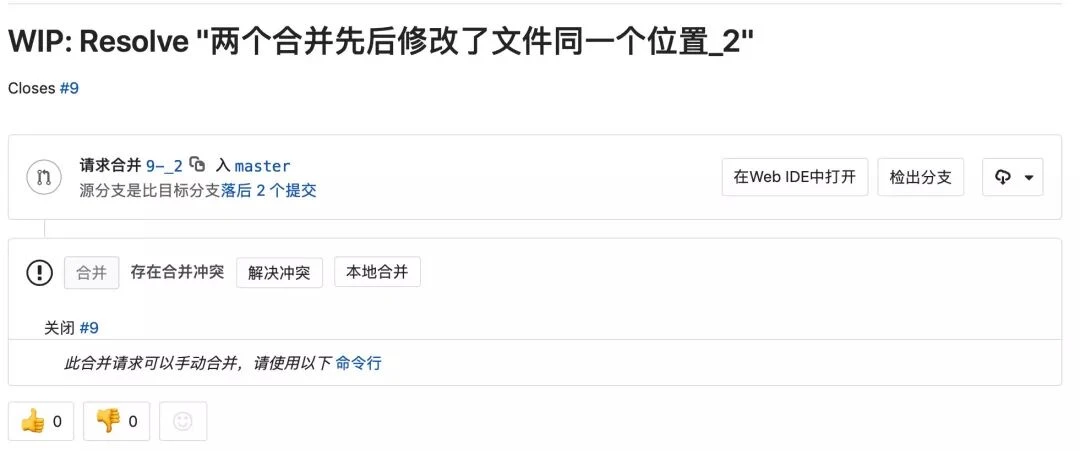 WIP: Resolve "两个合并先后修改了文件同一个位置_2"
Closes #9
请求合并 9-_2 入 master
源分支是比目标分支落后 2 个提交
在Web IDE中打开
检出分支
合并 存在合并冲突 解决冲突 本地合并
关闭 #9
此合并请求可以手动合并，请使用以下 命令行
0 0